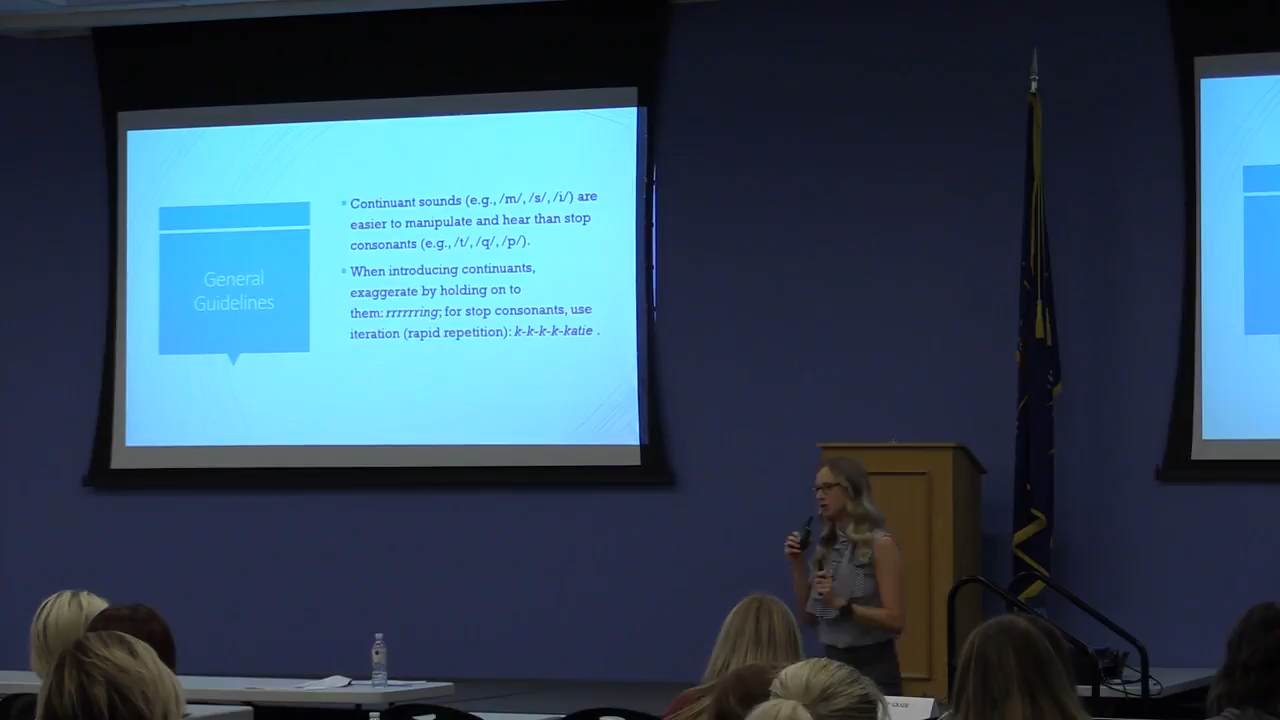 General
Guidelines
Continuant sounds (e.g., /m/, /s/, /i/) are
easier to manipulate and hear than stop
consonants (e.g., /t/, /q/, /p/).
When introducing continuants,
exaggerate by holding on to
them: rrrrrring; for stop consonants, use
iteration (rapid repetition): k-k-k-k-katie .